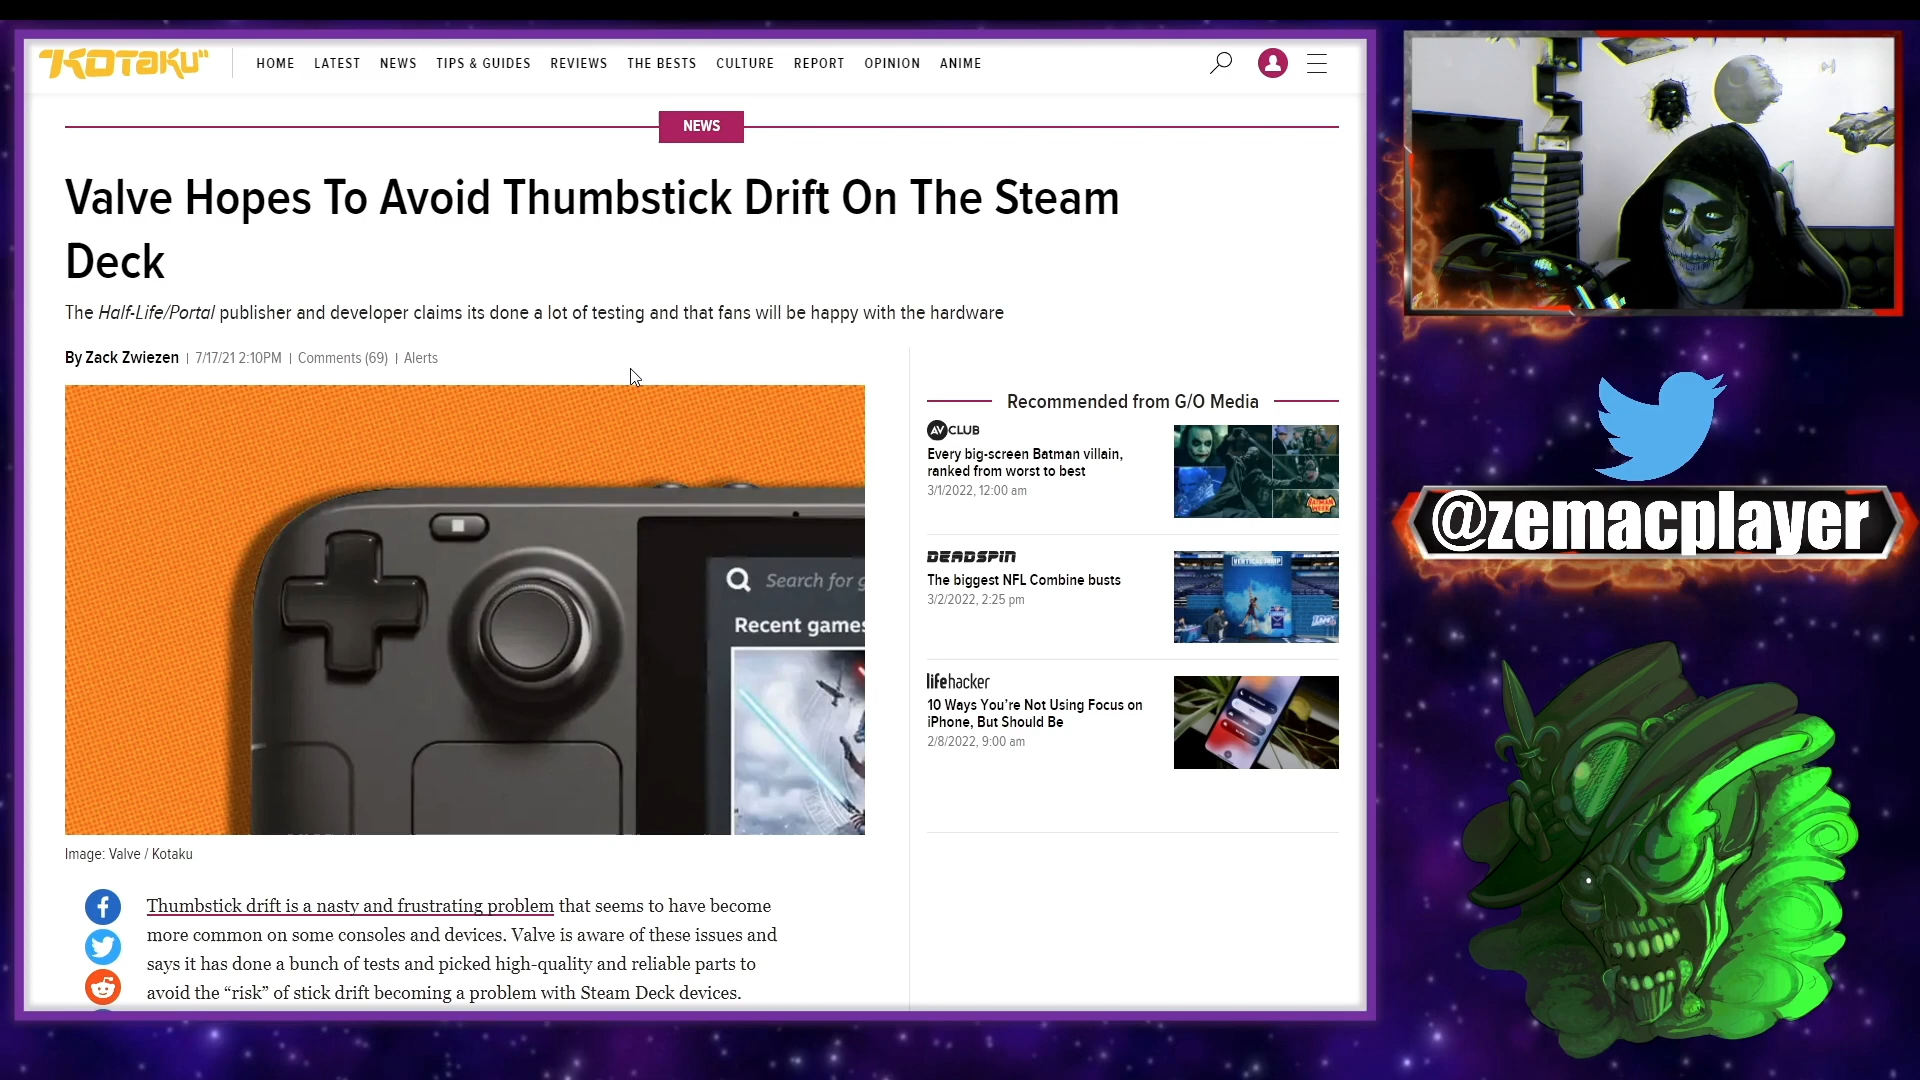 KOTAKU
HOME LATEST NEWS TIPS & GUIDES REVIEWS THE BESTS CULTURE REPORT OPINION ANIME
NEWS
Valve Hopes To Avoid Thumbstick Drift On The Steam
Deck
The Half-Life/Portal publisher and developer claims its done a lot of testing and that fans will be happy with the hardware
By Zack Zwiezen | 7/17/21 2:10PM | Comments (69) | Alerts
Search for g
Recent games
Image: Valve / Kotaku
Thumbstick drift is a nasty and frustrating problem that seems to have become
more common on some consoles and devices. Valve is aware of these issues and
says it has done a bunch of tests and picked high-quality and reliable parts to
avoid the “risk” of stick drift becoming a problem with Steam Deck devices.
Recommended from G/O Media
AV CLUB
Every big-screen Batman villain,
ranked from worst to best
3/1/2022, 12:00 am
DEADSPIN
The biggest NFL Combine busts
3/2/2022, 2:25 pm
VERTICAL JUMP
lifehacker
10 Ways You’re Not Using Focus on
iPhone, But Should Be
2/8/2022, 9:00 am
@zemacplayer